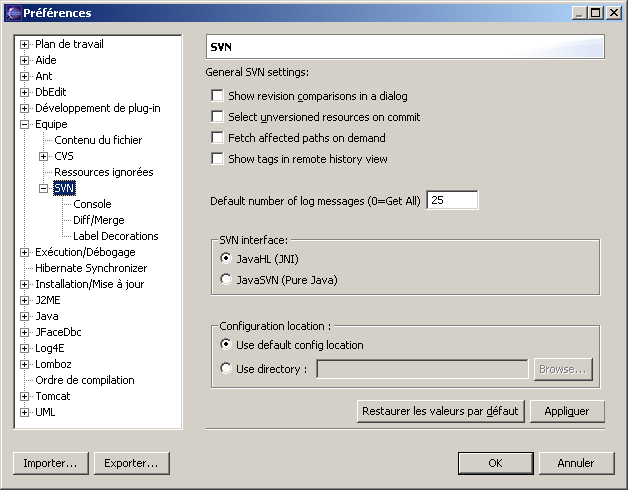 Préférences
Plan de travail
Aide
Ant
DbEdit
Développement de plug-in
Equipe
Contenu du fichier
CVS
Ressources ignorées
SVN
Console
Diff/Merge
Label Decorations
Exécution/Débogage
Hibernate Synchronizer
Installation/Mise à jour
J2ME
Java
JFaceDbc
Log4E
Lomboz
Ordre de compilation
Tomcat
UML
SVN
General SVN settings:
Show revision comparisons in a dialog
Select unversioned resources on commit
Fetch affected paths on demand
Show tags in remote history view
Default number of log messages (0=Get All) 25
SVN interface:
JavaHL (JNI)
JavaSVN (Pure Java)
Configuration location :
Use default config location
Use directory : Browse...
Restaurer les valeurs par défaut Appliquer
Importer... Exporter... OK Annuler